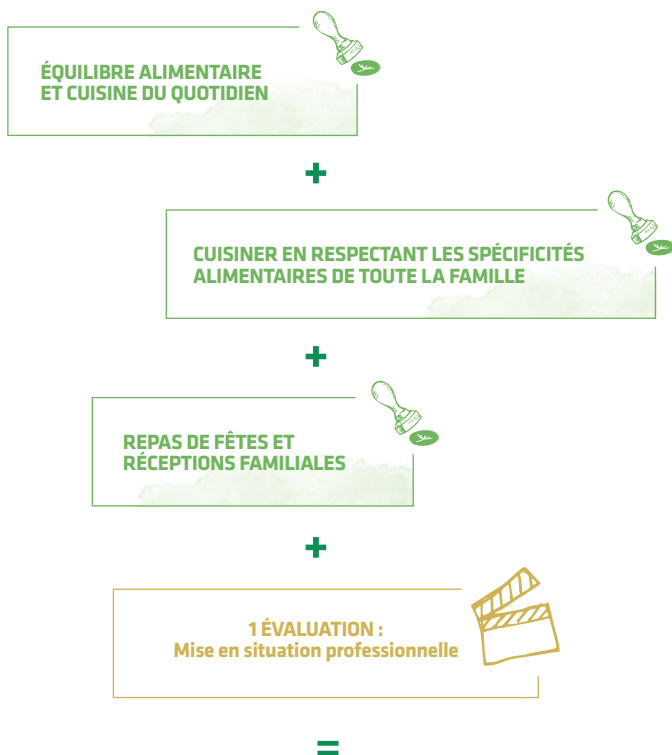 ÉQUILIBRE ALIMENTAIRE
ET CUISINE DU QUOTIDIEN
+
CUISINER EN RESPECTANT LES SPÉCIFICITÉS
ALIMENTAIRES DE TOUTE LA FAMILLE
+
REPAS DE FÊTES ET
RÉCEPTIONS FAMILIALES
+
1 ÉVALUATION :
Mise en situation professionnelle
=